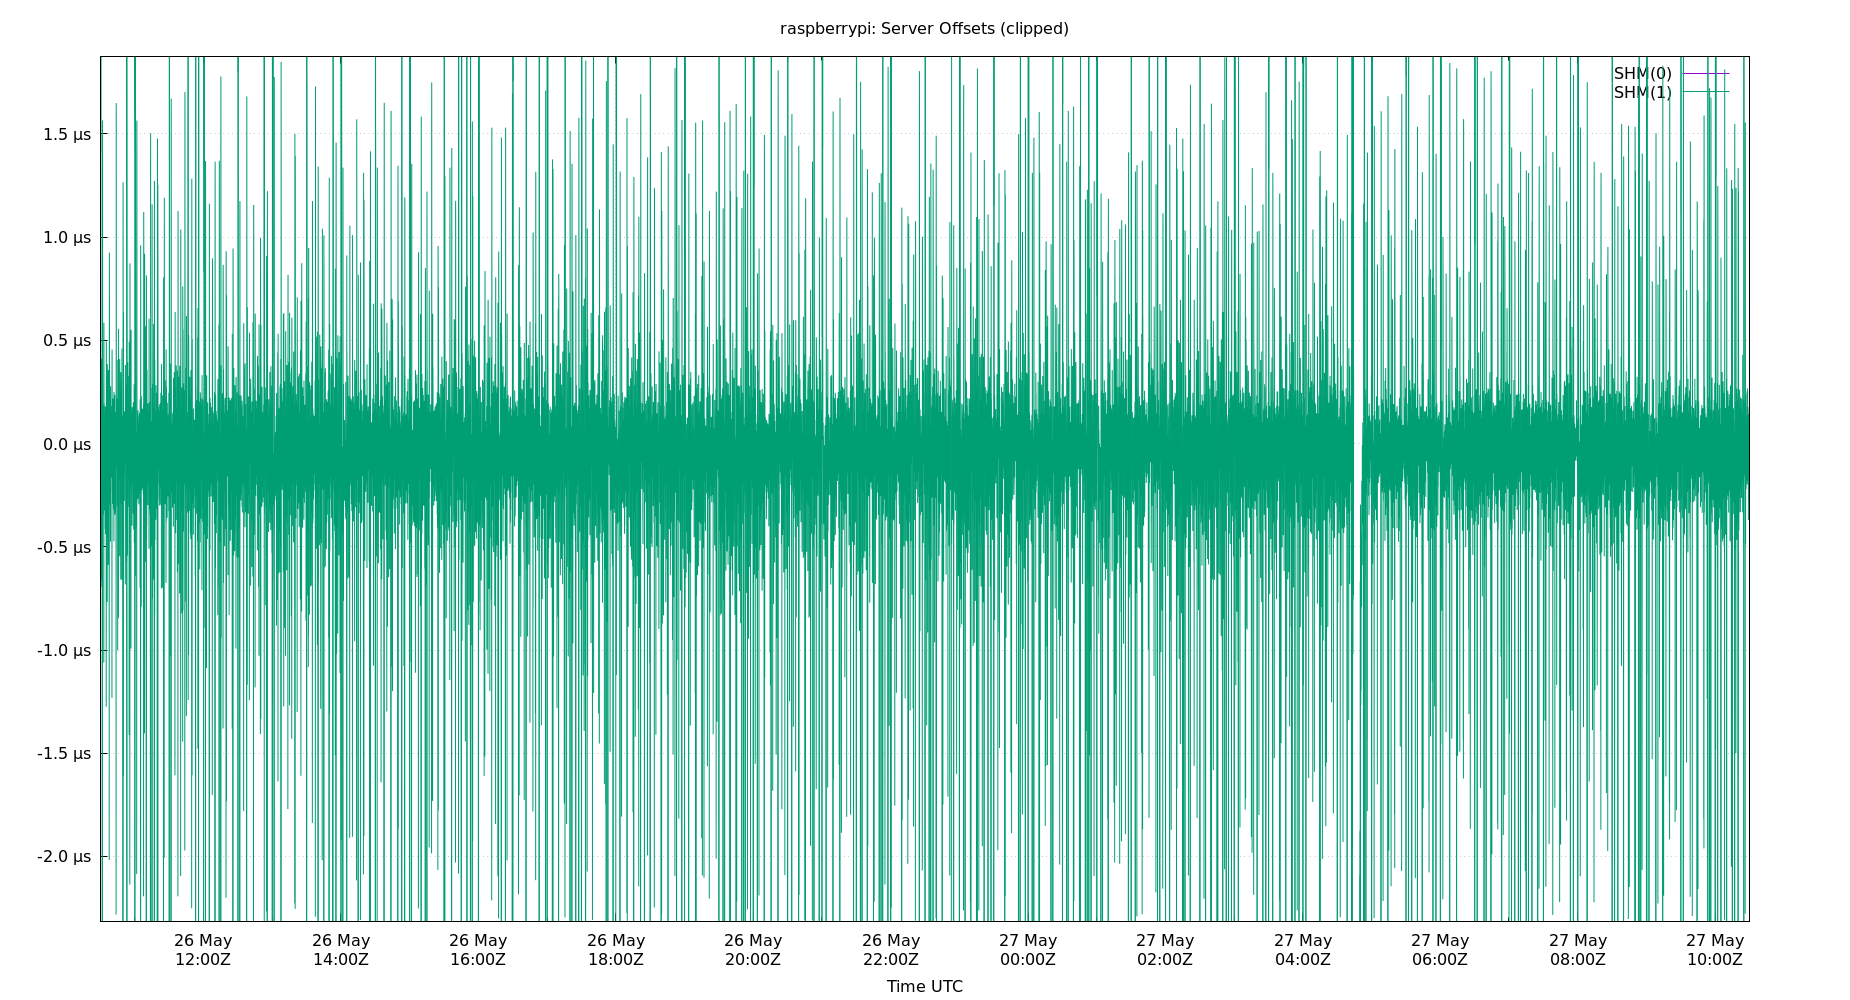 raspberrypi: Server Offsets (clipped)
SHM(0)
SHM(1)
1.5 µs
1.0 µs
0.5 µs
0.0 µs
-0.5 µs
-1.0 µs
-1.5 µs
-2.0 µs
26 May 26 May 26 May 26 May 26 May 26 May 27 May 27 May 27 May 27 May 27 May 27 May
12:00Z 14:00Z 16:00Z 18:00Z 20:00Z 22:00Z 00:00Z 02:00Z 04:00Z 06:00Z 08:00Z 10:00Z
Time UTC